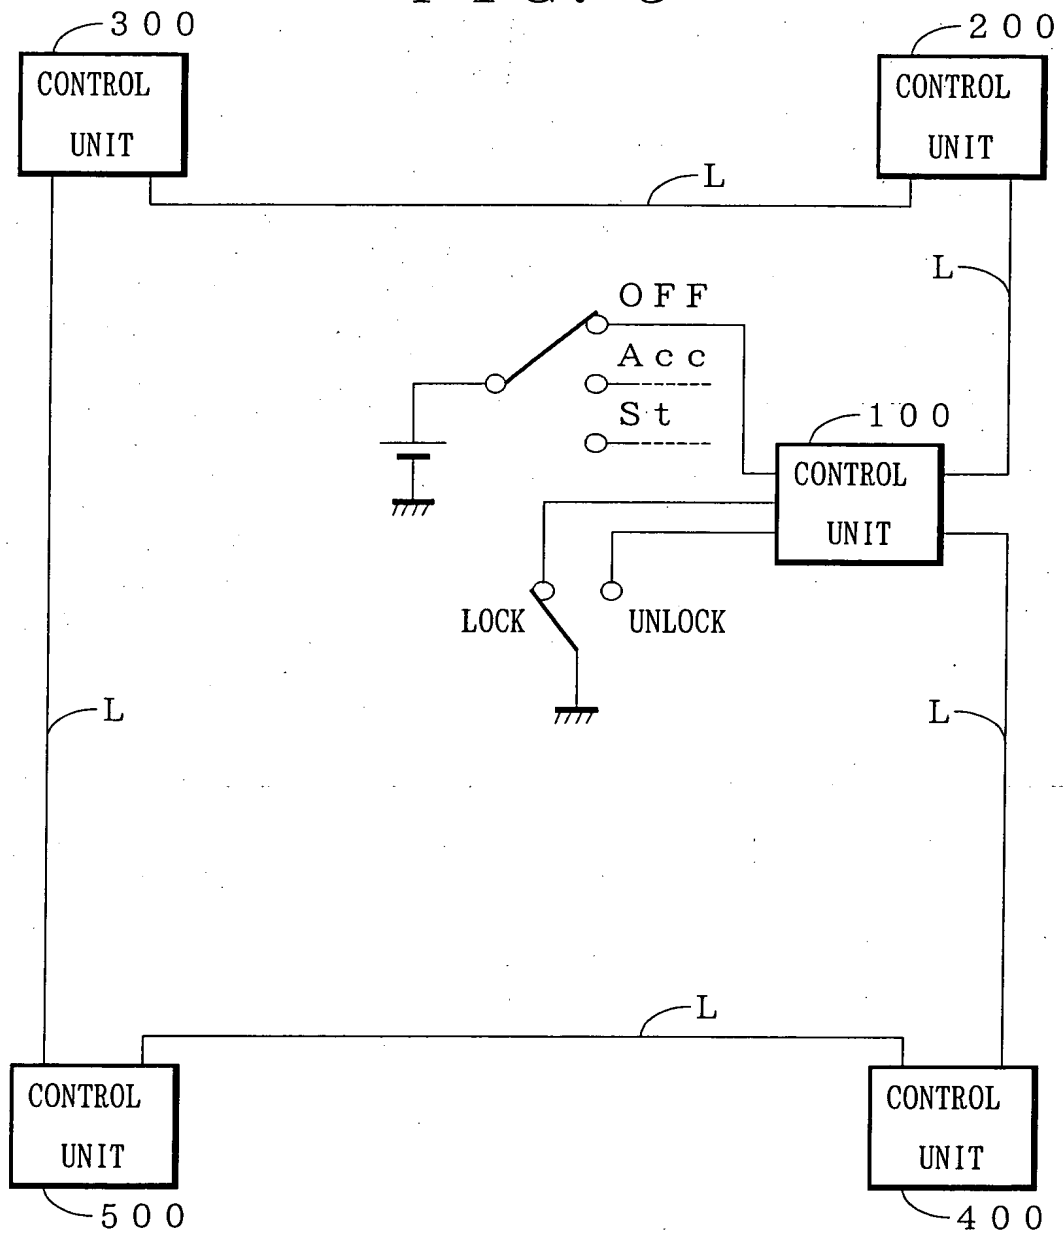 300
200
CONTROL
UNIT
CONTROL
UNIT
L
L
OFF
Acc
St
100
CONTROL
UNIT
LOCK
UNLOCK
L
L
L
CONTROL
UNIT
CONTROL
UNIT
500
400